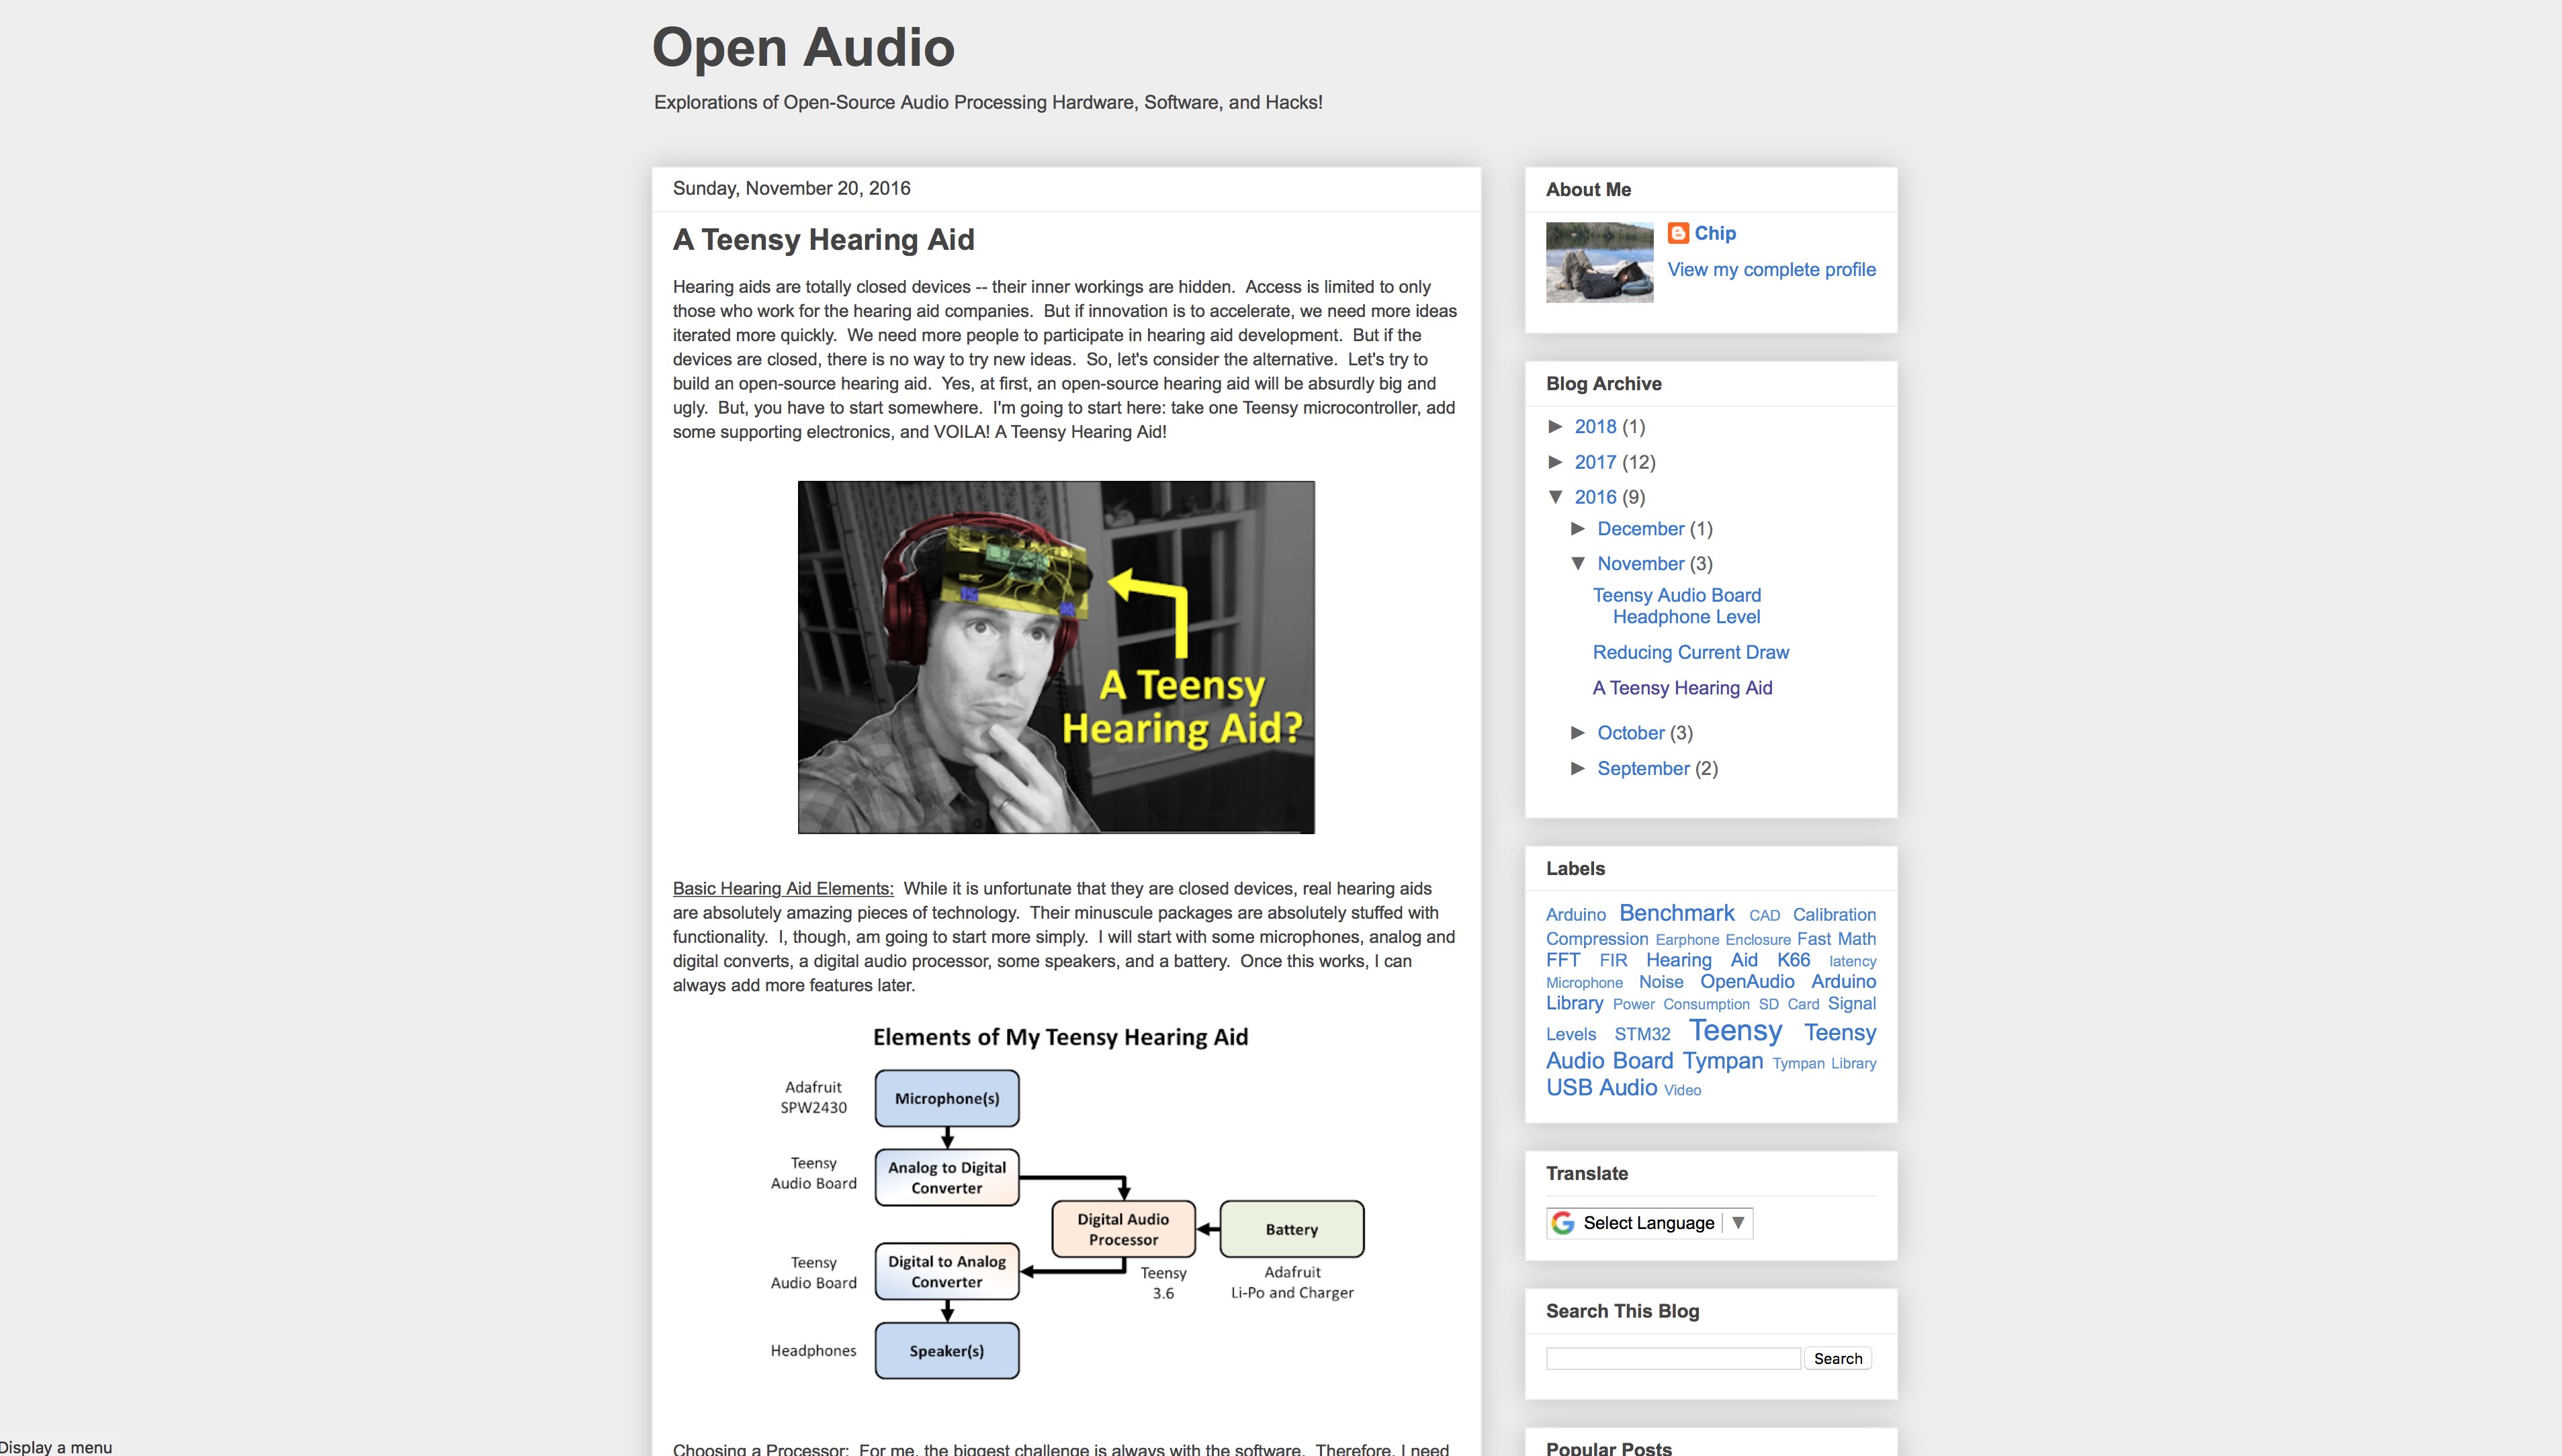 Open Audio
Explorations of Open-Source Audio Processing Hardware, Software, and Hacks!
Sunday, November 20, 2016
A Teensy Hearing Aid
Hearing aids are totally closed devices -- their inner workings are hidden.  Access is limited to only
those who work for the hearing aid companies.  But if innovation is to accelerate, we need more ideas
iterated more quickly.  We need more people to participate in hearing aid development.  But if the
devices are closed, there is no way to try new ideas.  So, let's consider the alternative.  Let's try to
build an open-source hearing aid.  Yes, at first, an open-source hearing aid will be absurdly big and
ugly.  But, you have to start somewhere.  I'm going to start here: take one Teensy microcontroller, add
some supporting electronics, and VOILA! A Teensy Hearing Aid!
A Teensy
Hearing Aid?
Basic Hearing Aid Elements:  While it is unfortunate that they are closed devices, real hearing aids
are absolutely amazing pieces of technology.  Their minuscule packages are absolutely stuffed with
functionality.  I, though, am going to start more simply.  I will start with some microphones, analog and
digital converts, a digital audio processor, some speakers, and a battery.  Once this works, I can
always add more features later.
Elements of My Teensy Hearing Aid
Adafruit
SPW2430
Microphone(s)
Teensy
Audio Board
Analog to Digital
Converter
Digital Audio
Processor
Teensy
3.6
Battery
Adafruit
Li-Po and Charger
Teensy
Audio Board
Digital to Analog
Converter
Headphones
Speaker(s)
Choosing a Processor:  For me, the biggest challenge is always with the software.  Therefore, I need
About Me
Chip
View my complete profile
Blog Archive
► 2018 (1)
► 2017 (12)
▼ 2016 (9)
► December (1)
▼ November (3)
Teensy Audio Board
Headphone Level
Reducing Current Draw
A Teensy Hearing Aid
► October (3)
► September (2)
Labels
Arduino Benchmark CAD Calibration
Compression Earphone Enclosure Fast Math
FFT FIR Hearing Aid K66 latency
Microphone Noise OpenAudio Arduino
Library Power Consumption SD Card Signal
Levels STM32 Teensy Teensy
Audio Board Tympan Tympan Library
USB Audio Video
Translate
Select Language ▼
Search This Blog
Search
Popular Posts
Display a menu